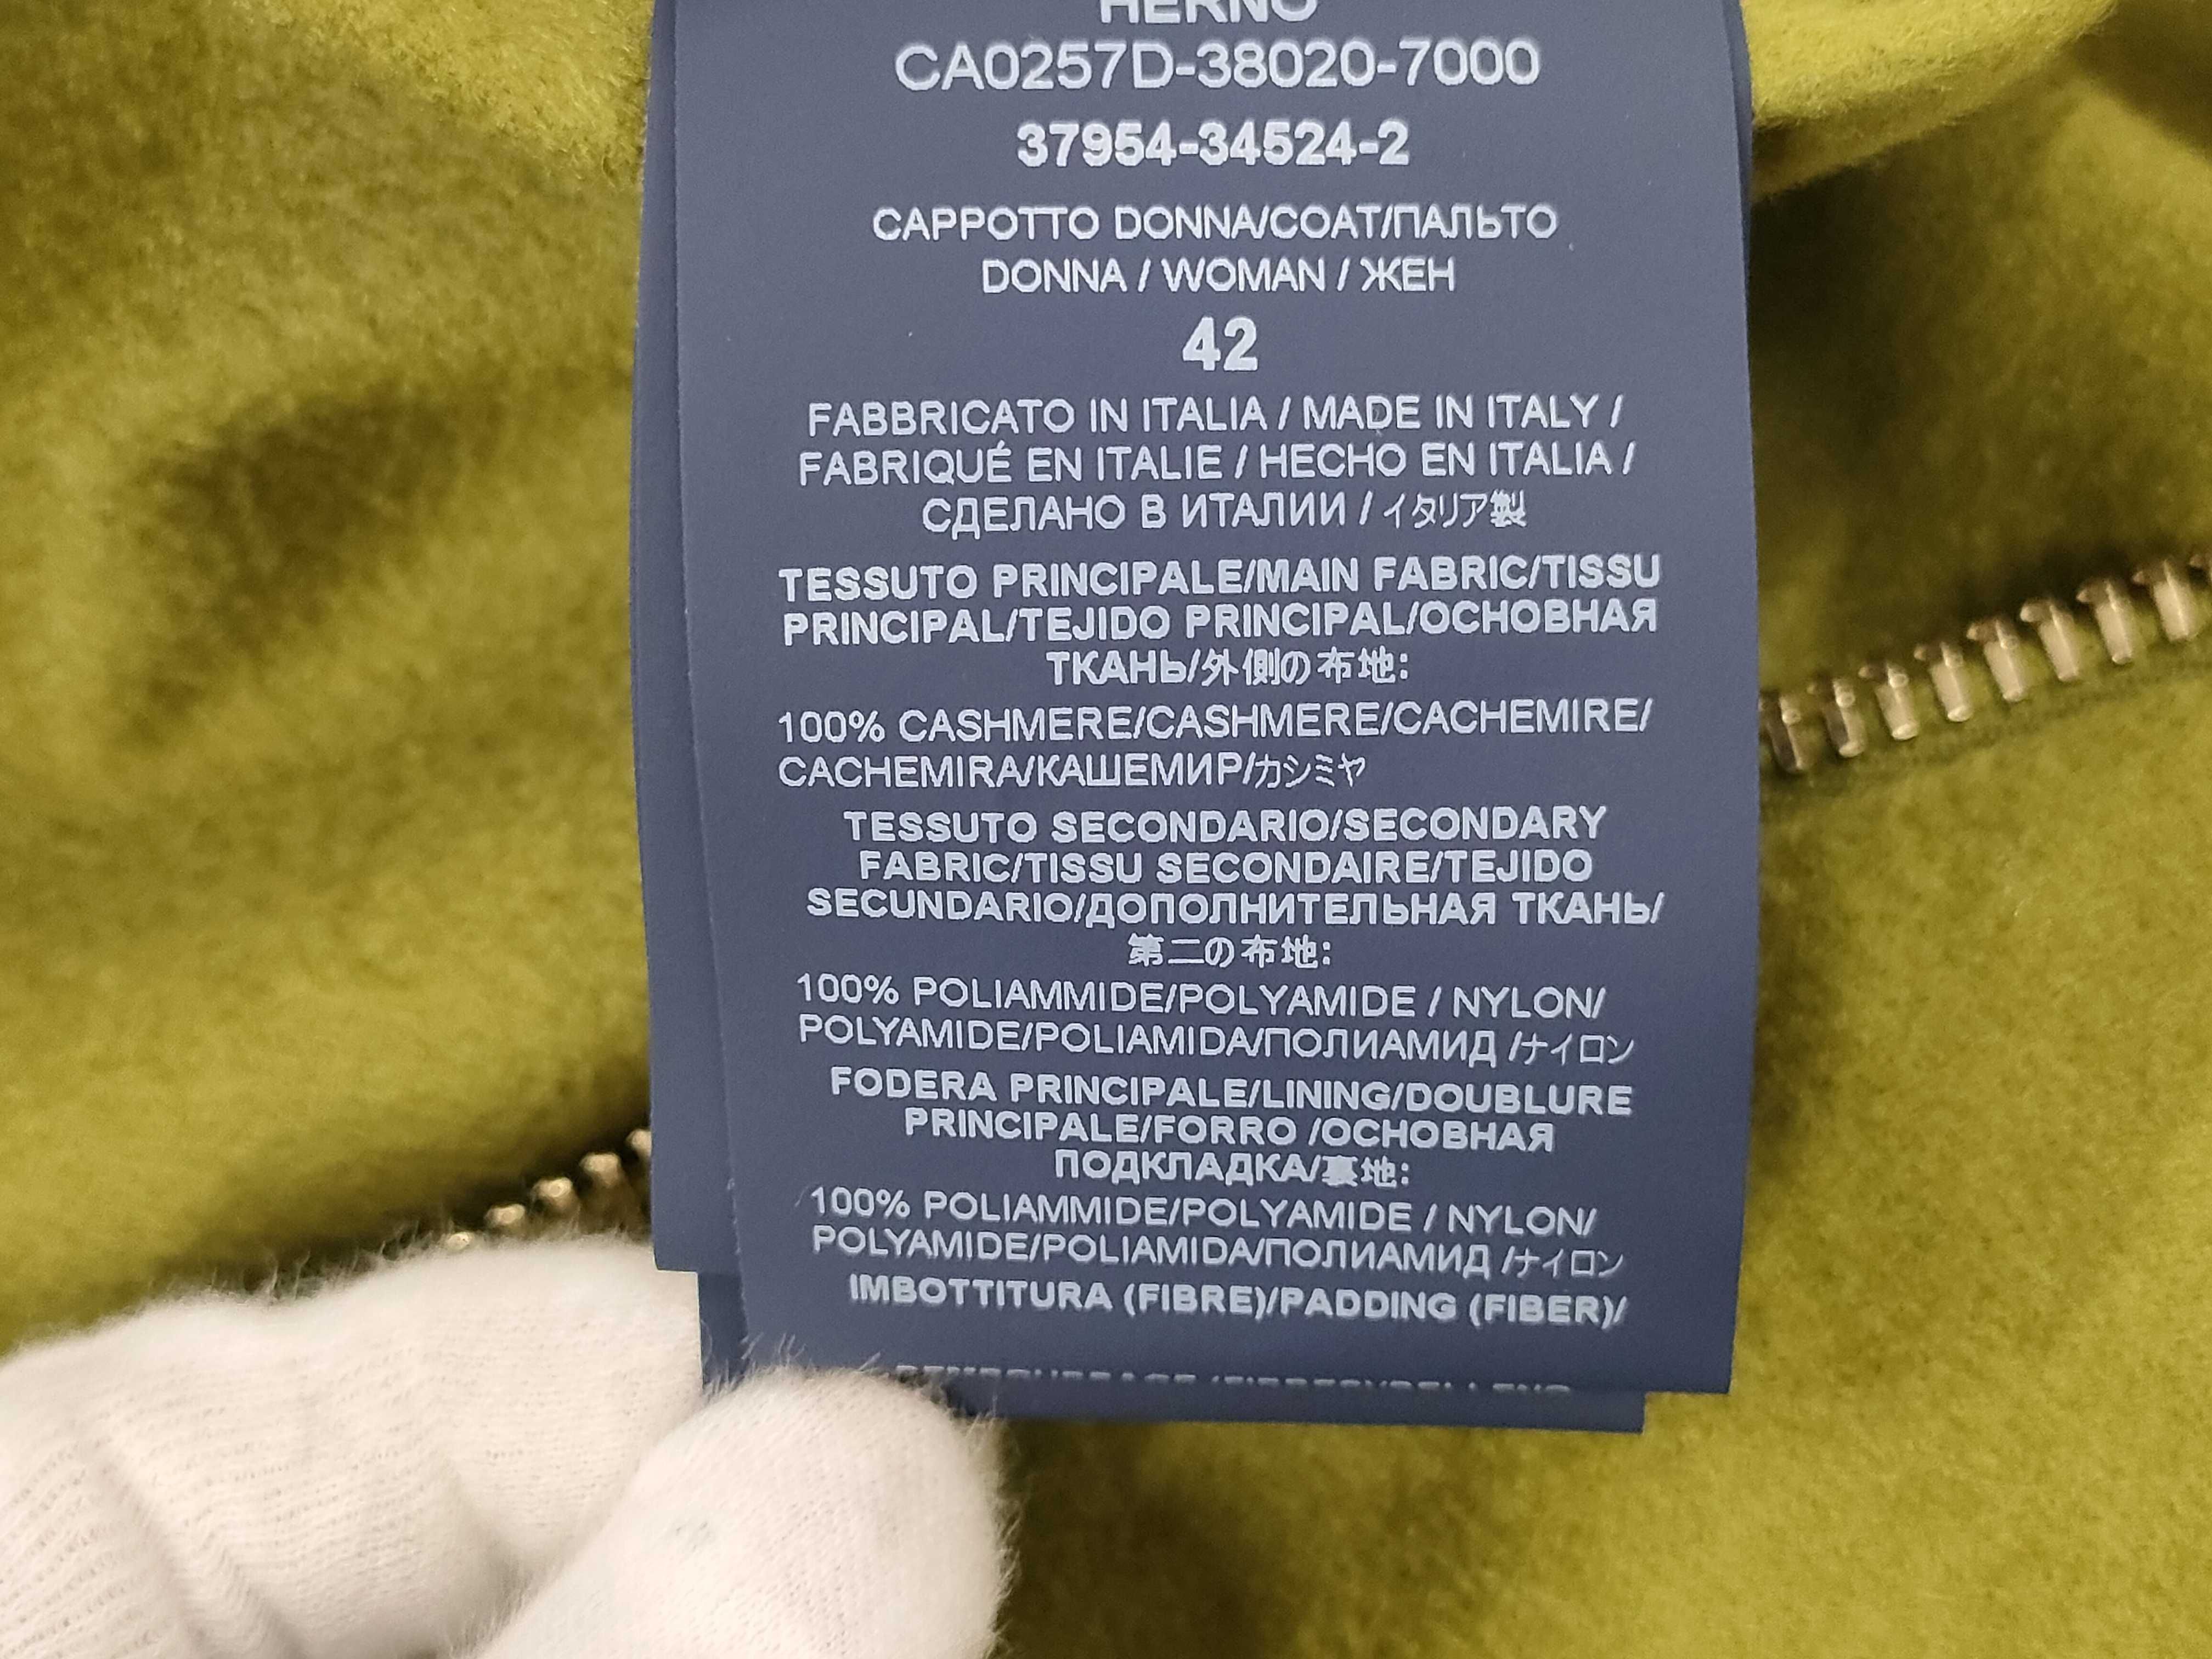 HERNO
CA0257D-38020-7000
37954-34524-2
CAPPOTTO DONNA/COAT/ПАЛЬТО
DONNA / WOMAN / ЖЕН
42
FABBRICATO IN ITALIA / MADE IN ITALY /
FABRIQUÉ EN ITALIE / HECHO EN ITALIA /
СДЕЛАНО В ИТАЛИИ / イタリア製
TESSUTO PRINCIPALE/MAIN FABRIC/TISSU
PRINCIPAL/TEJIDO PRINCIPAL/ОСНОВНАЯ
ТКАНЬ/外側の布地:
100% CASHMERE/CASHMERE/CACHEMIRE/
CACHEMIRA/КАШЕМИР/カシミヤ
TESSUTO SECONDARIO/SECONDARY
FABRIC/TISSU SECONDAIRE/TEJIDO
SECUNDARIO/ДОПОЛНИТЕЛЬНАЯ ТКАНЬ/
第二の布地:
100% POLIAMMIDE/POLYAMIDE / NYLON/
POLYAMIDE/POLIAMIDA/ПОЛИАМИД /ナイロン
FODERA PRINCIPALE/LINING/DOUBLURE
PRINCIPALE/FORRO /ОСНОВНАЯ
ПОДКЛАДКА/裏地:
100% POLIAMMIDE/POLYAMIDE / NYLON/
POLYAMIDE/POLIAMIDA/ПОЛИАМИД /ナイロン
IMBOTTITURA (FIBRE)/PADDING (FIBER)/